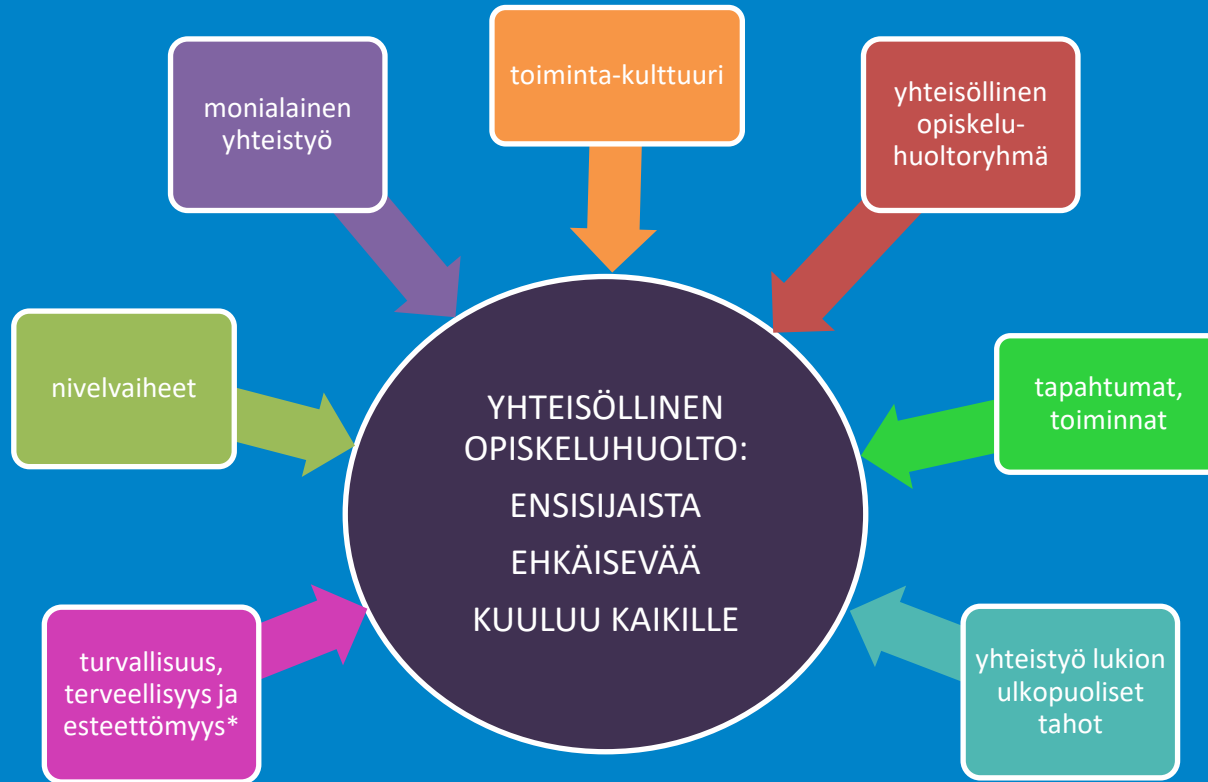 toiminta-kulttuuri
monialainen
yhteistyö
yhteisöllinen
opiskelu-
huoltoryhmä
nivelvaiheet
tapahtumat,
toiminnat
YHTEISÖLLINEN
OPISKELUHUOLTO:
ENSISIJAISTA
EHKÄISEVÄÄ
KUULUU KAIKILLE
turvallisuus,
terveellisyys ja
esteettömyys*
yhteistyö lukion
ulkopuoliset
tahot